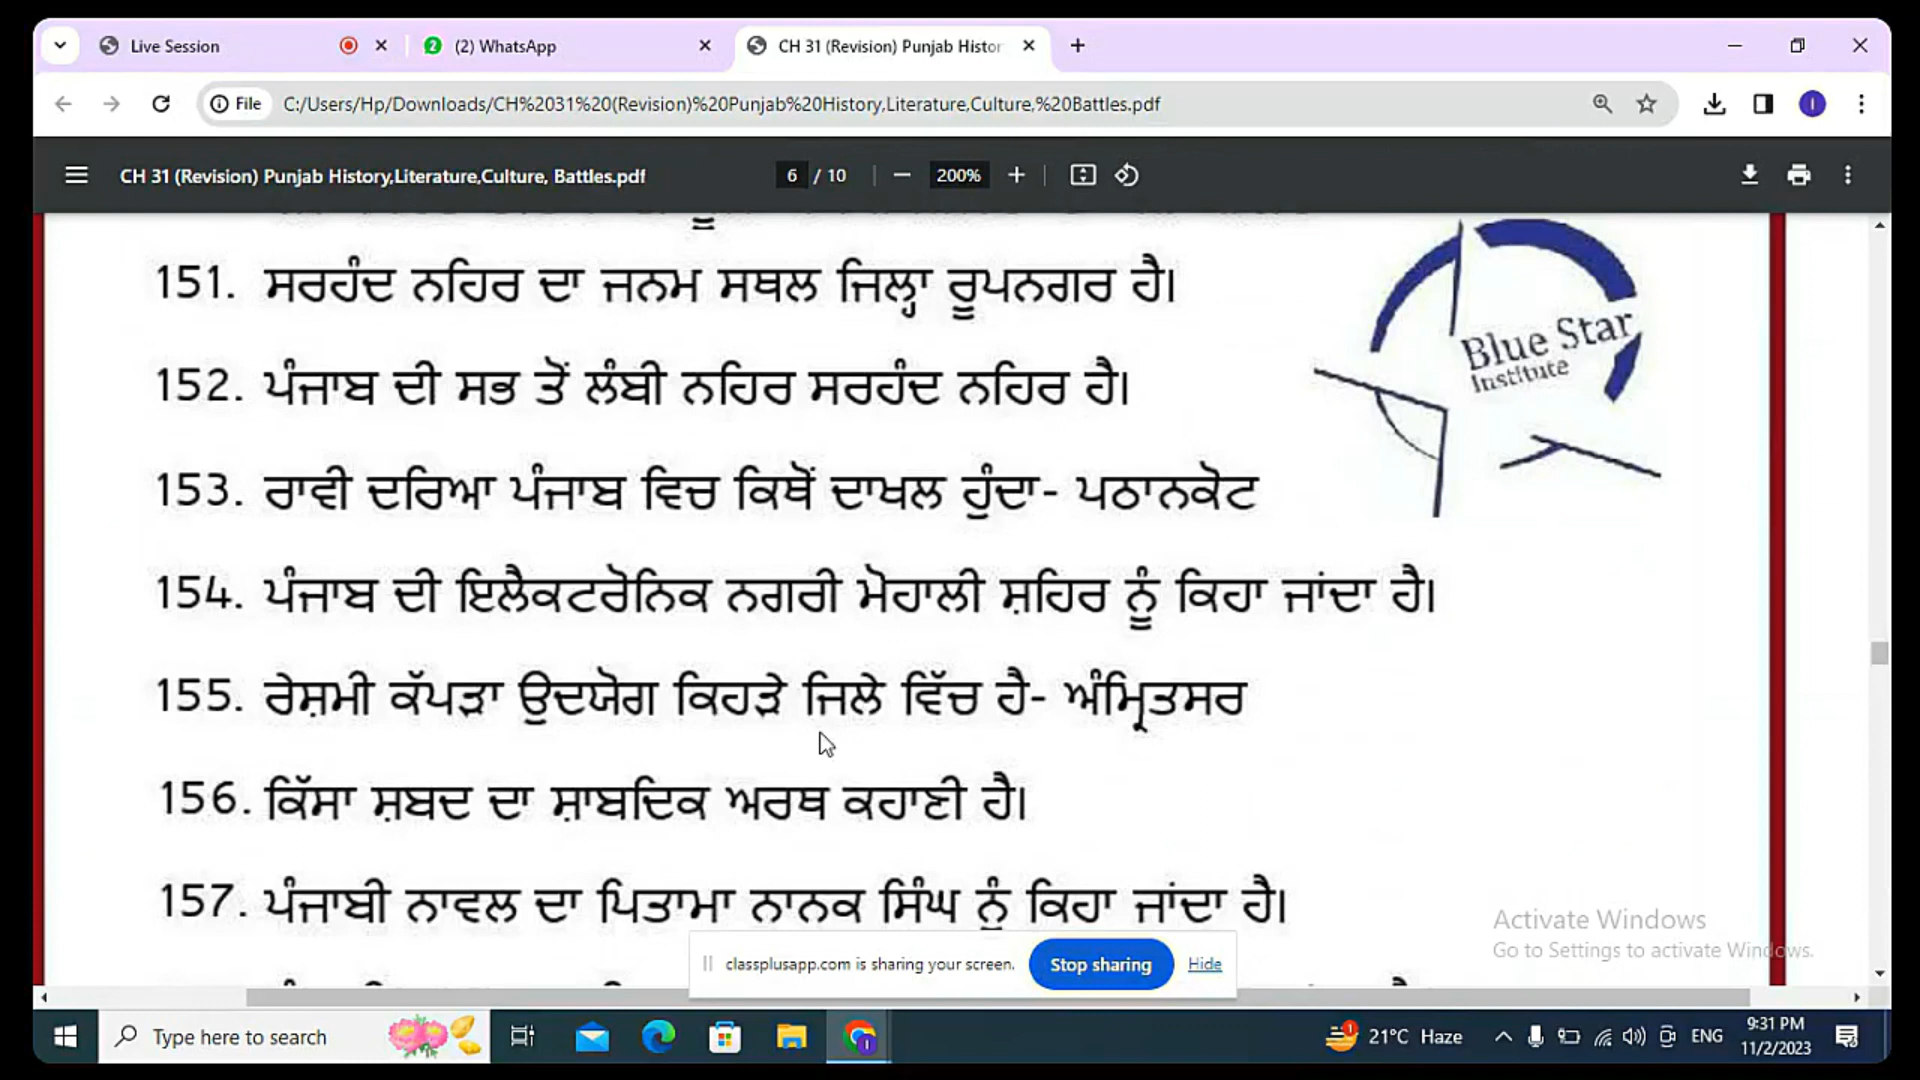 Live Session
2
(2) WhatsApp
CH 31 (Revision) Punjab Histor
File
C:/Users/Hp/Downloads/CH%2031%20(Revision)%20Punjab%20History,Literature,Culture,%20Battles.pdf
I
CH 31 (Revision) Punjab History,Literature,Culture, Battles.pdf
6 / 10
200%
151. ਸਰਹੰਦ ਨਹਿਰ ਦਾ ਜਨਮ ਸਥਲ ਜਿਲ੍ਹਾ ਰੂਪਨਗਰ ਹੈ।
Blue Star
Institute
152. ਪੰਜਾਬ ਦੀ ਸਭ ਤੋਂ ਲੰਬੀ ਨਹਿਰ ਸਰਹੰਦ ਨਹਿਰ ਹੈ।
153. ਰਾਵੀ ਦਰਿਆ ਪੰਜਾਬ ਵਿਚ ਕਿਥੋਂ ਦਾਖਲ ਹੁੰਦਾ- ਪਠਾਨਕੋਟ
154. ਪੰਜਾਬ ਦੀ ਇਲੈਕਟਰੋਨਿਕ ਨਗਰੀ ਮੋਹਾਲੀ ਸ਼ਹਿਰ ਨੂੰ ਕਿਹਾ ਜਾਂਦਾ ਹੈ।
155. ਰੇਸ਼ਮੀ ਕੱਪੜਾ ਉਦਯੋਗ ਕਿਹੜੇ ਜਿਲੇ ਵਿੱਚ ਹੈ- ਅੰਮ੍ਰਿਤਸਰ
156. ਕਿੱਸਾ ਸ਼ਬਦ ਦਾ ਸ਼ਾਬਦਿਕ ਅਰਥ ਕਹਾਣੀ ਹੈ।
157. ਪੰਜਾਬੀ ਨਾਵਲ ਦਾ ਪਿਤਾਮਾ ਨਾਨਕ ਸਿੰਘ ਨੂੰ ਕਿਹਾ ਜਾਂਦਾ ਹੈ।
Activate Windows
Go to Settings to activate Windows.
classplusapp.com is sharing your screen.
Stop sharing
Hide
Type here to search
1
21°C Haze
ENG
9:31 PM
11/2/2023